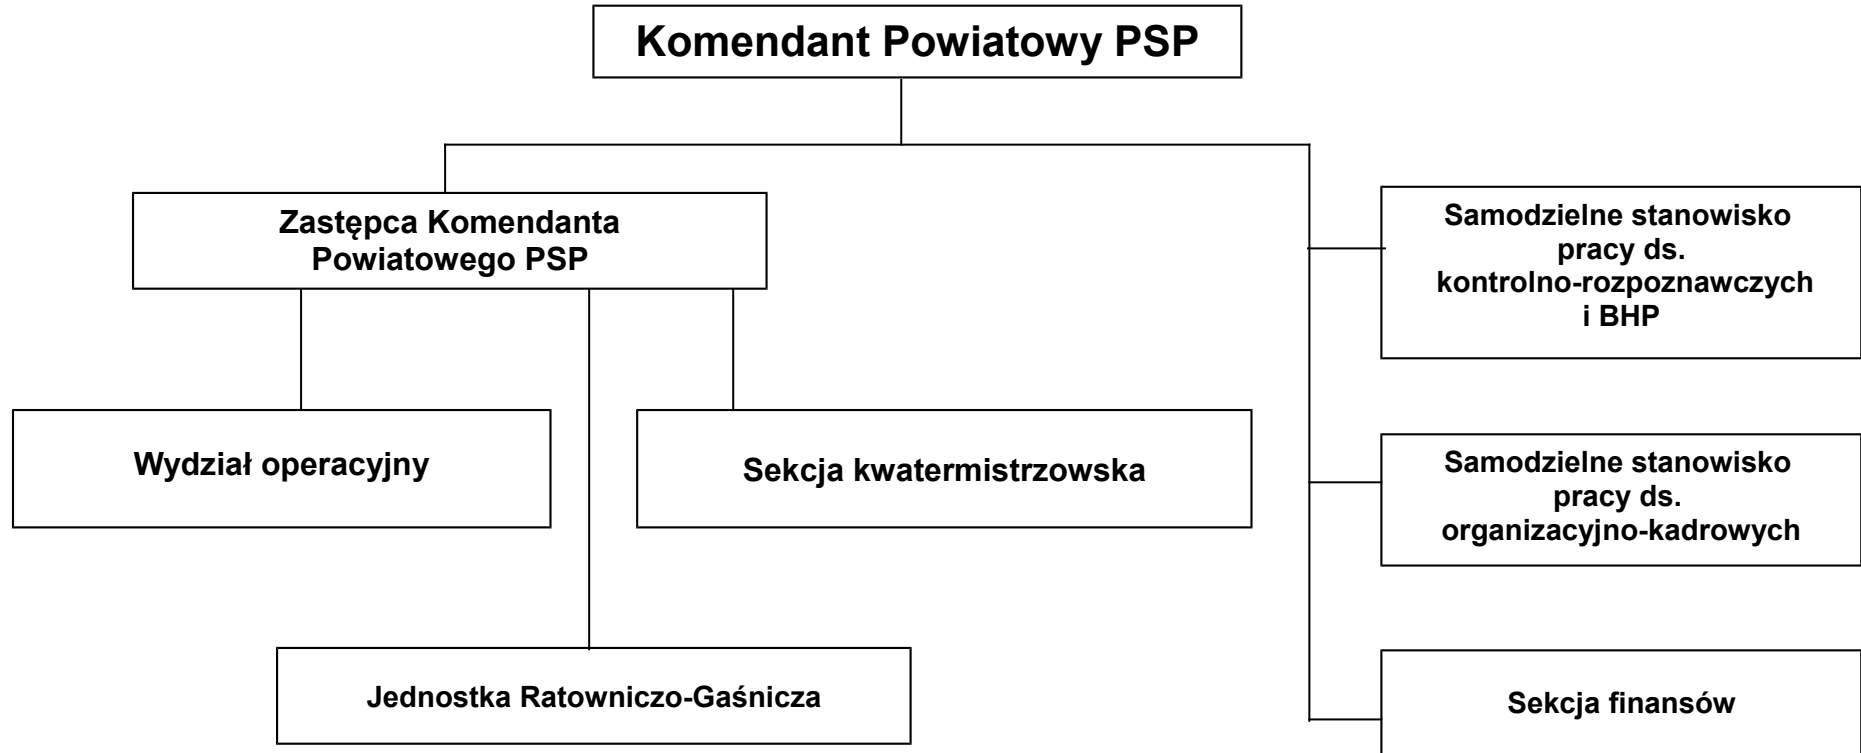 Komendant Powiatowy PSP
Zastępca Komendanta
Powiatowego PSP
Samodzielne stanowisko
pracy ds.
kontrolno-rozpoznawczych
i BHP
Wydział operacyjny
Sekcja kwatermistrzowska
Samodzielne stanowisko
pracy ds.
organizacyjno-kadrowych
Jednostka Ratowniczo-Gaśnicza
Sekcja finansów